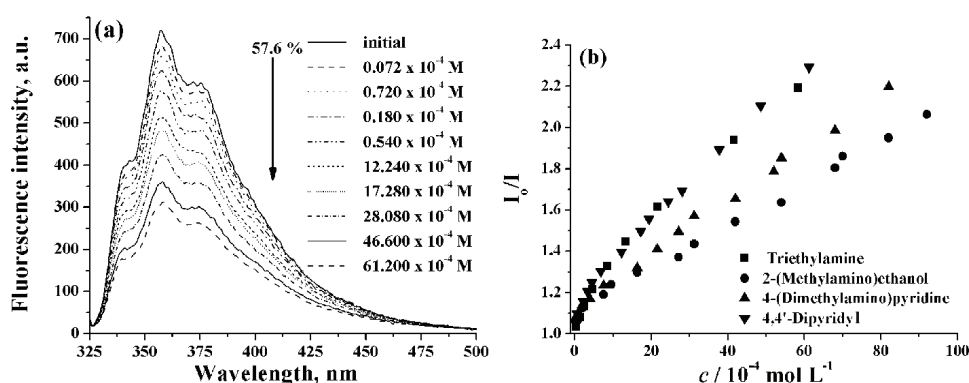 (a)
57.6 %
initial
0.072 x 10⁻⁴ M
0.720 x 10⁻⁴ M
0.180 x 10⁻⁴ M
0.540 x 10⁻⁴ M
12.240 x 10⁻⁴ M
17.280 x 10⁻⁴ M
28.080 x 10⁻⁴ M
46.600 x 10⁻⁴ M
61.200 x 10⁻⁴ M
Fluorescence intensity, a.u.
700
600
500
400
300
200
100
0
325 350 375 400 425 450 475 500
Wavelength, nm
(b)
I₀/I
2.4
2.2
2.0
1.8
1.6
1.4
1.2
1.0
Triethylamine
2-(Methylamino)ethanol
4-(Dimethylamino)pyridine
4,4'-Dipyridyl
0 20 40 60 80 100
c / 10⁻⁴ mol L⁻¹